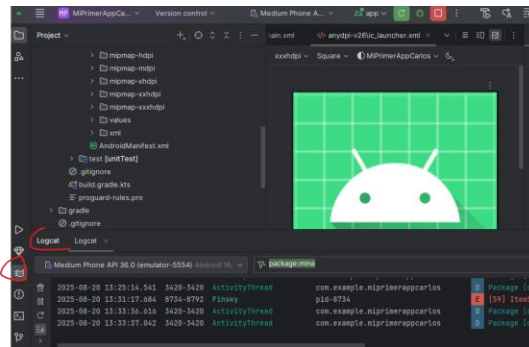 MP MiPrimerAppCa... Version control Medium Phone A... app
Project
mipmap-hdpi
mipmap-mdpi
mipmap-xhdpi
mipmap-xxhdpi
mipmap-xxxhdpi
values
xml
AndroidManifest.xml
test [unitTest]
.gitignore
build.gradle.kts
proguard-rules.pro
gradle
.gitignore
ain.xml anydpi-v26\ic_launcher.xml
xxxhdpi Square MiPrimerAppCarlos
Logcat Logcat
Medium Phone API 36.0 (emulator-5554) Android 16, package:mine
2025-08-20 13:25:14.541 3420-3420 ActivityThread com.example.miprimerappcarlos D Package [
2025-08-20 13:31:17.684 8734-8792 Finsky pid-8734 E [59] Item
2025-08-20 13:33:36.616 3420-3420 ActivityThread com.example.miprimerappcarlos D Package [
2025-08-20 13:33:37.042 3420-3420 ActivityThread com.example.miprimerappcarlos D Package [